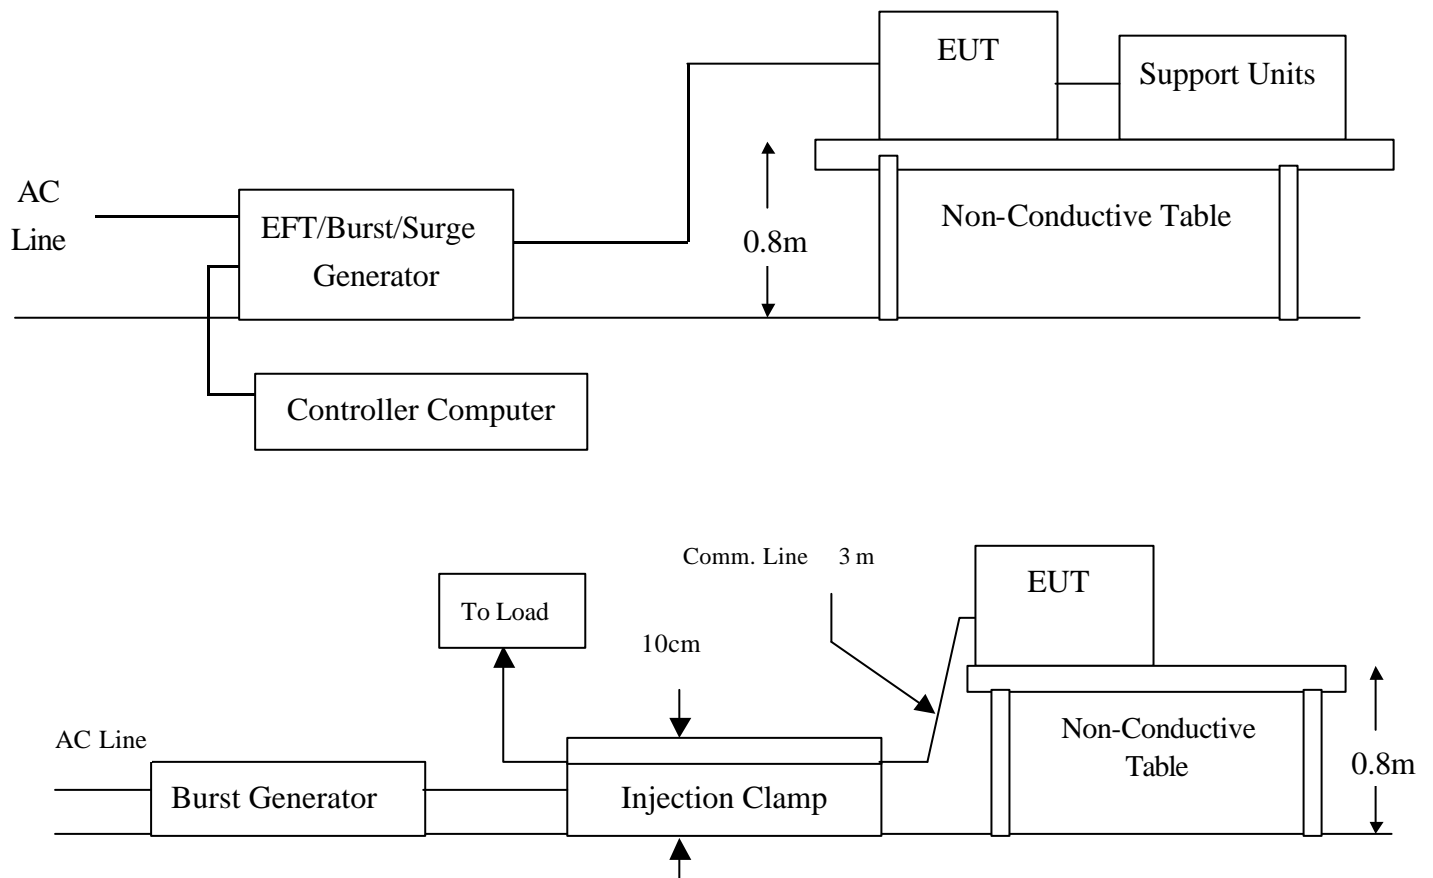 EUT
Support Units
AC
Line
EFT/Burst/Surge
Generator
0.8m
Non-Conductive Table
Controller Computer
Comm. Line 3 m
EUT
To Load
10cm
AC Line
Non-Conductive
Table
0.8m
Burst Generator
Injection Clamp